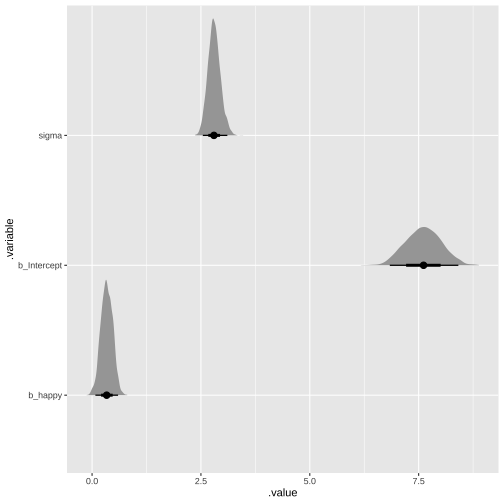 sigma
b_Intercept
b_happy
.variable
0.0
2.5
5.0
7.5
.value